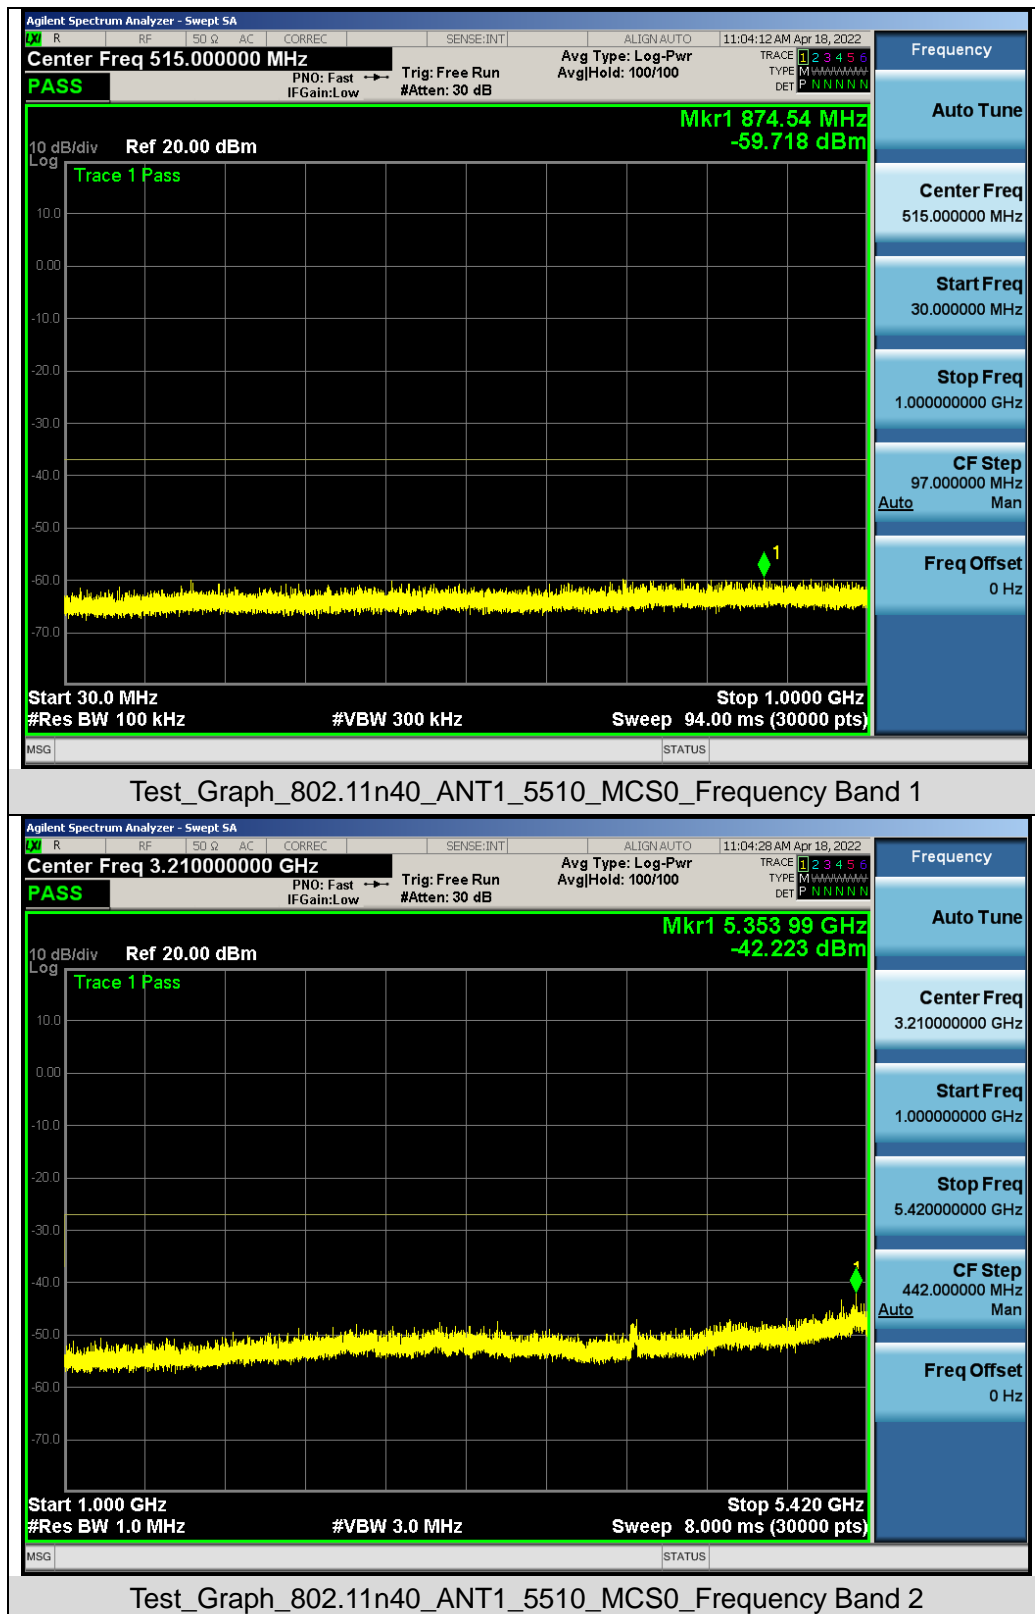 Agilent Spectrum Analyzer - Swept SA
LXI R RF 50 Ω AC CORREC SENSE:INT ALIGN AUTO 11:04:12 AM Apr 18, 2022
Center Freq 515.000000 MHz
PNO: Fast IFGain:Low
Trig: Free Run #Atten: 30 dB
Avg Type: Log-Pwr Avg|Hold: 100/100
TRACE 1 2 3 4 5 6
TYPE M WWWWW
DET P N N N N N
PASS
Mkr1 874.54 MHz
-59.718 dBm
10 dB/div Ref 20.00 dBm
Log
Trace 1 Pass
10.0
0.00
-10.0
-20.0
-30.0
-40.0
-50.0
1
-60.0
-70.0
Start 30.0 MHz Stop 1.0000 GHz
#Res BW 100 kHz #VBW 300 kHz Sweep 94.00 ms (30000 pts)
MSG STATUS
Frequency
Auto Tune
Center Freq
515.000000 MHz
Start Freq
30.000000 MHz
Stop Freq
1.000000000 GHz
CF Step
97.000000 MHz
Auto Man
Freq Offset
0 Hz
Test_Graph_802.11n40_ANT1_5510_MCS0_Frequency Band 1
Agilent Spectrum Analyzer - Swept SA
LXI R RF 50 Ω AC CORREC SENSE:INT ALIGN AUTO 11:04:28 AM Apr 18, 2022
Center Freq 3.210000000 GHz
PNO: Fast IFGain:Low
Trig: Free Run #Atten: 30 dB
Avg Type: Log-Pwr Avg|Hold: 100/100
TRACE 1 2 3 4 5 6
TYPE M WWWWW
DET P N N N N N
PASS
Mkr1 5.353 99 GHz
-42.223 dBm
10 dB/div Ref 20.00 dBm
Log
Trace 1 Pass
10.0
0.00
-10.0
-20.0
-30.0
1
-40.0
-50.0
-60.0
-70.0
Start 1.000 GHz Stop 5.420 GHz
#Res BW 1.0 MHz #VBW 3.0 MHz Sweep 8.000 ms (30000 pts)
MSG STATUS
Frequency
Auto Tune
Center Freq
3.210000000 GHz
Start Freq
1.000000000 GHz
Stop Freq
5.420000000 GHz
CF Step
442.000000 MHz
Auto Man
Freq Offset
0 Hz
Test_Graph_802.11n40_ANT1_5510_MCS0_Frequency Band 2